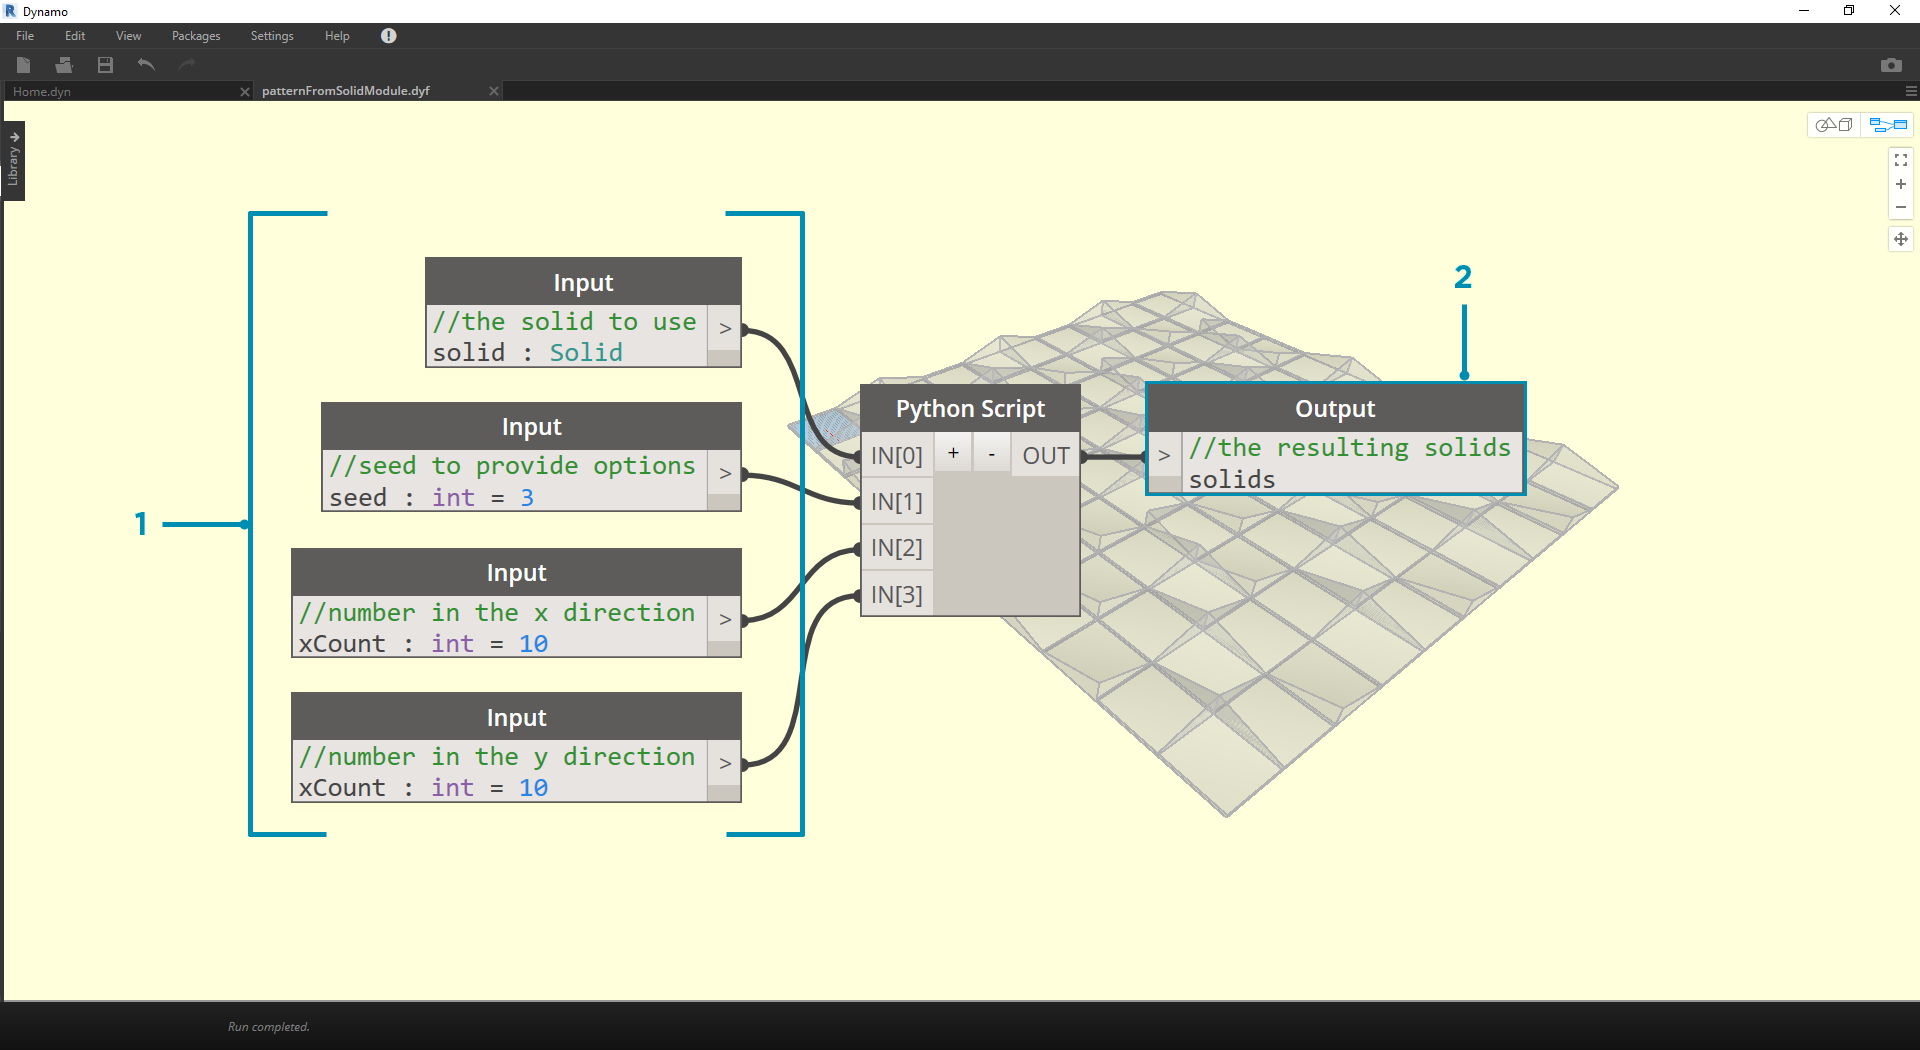 Dynamo
File Edit View Packages Settings Help
Home.dyn patternFromSolidModule.dyf
Library
Input
//the solid to use
solid : Solid
>
Input
//seed to provide options
seed : int = 3
>
Input
//number in the x direction
xCount : int = 10
>
Input
//number in the y direction
xCount : int = 10
>
1
Python Script
IN[0] + - OUT
IN[1]
IN[2]
IN[3]
2
Output
> //the resulting solids
solids
Run completed.